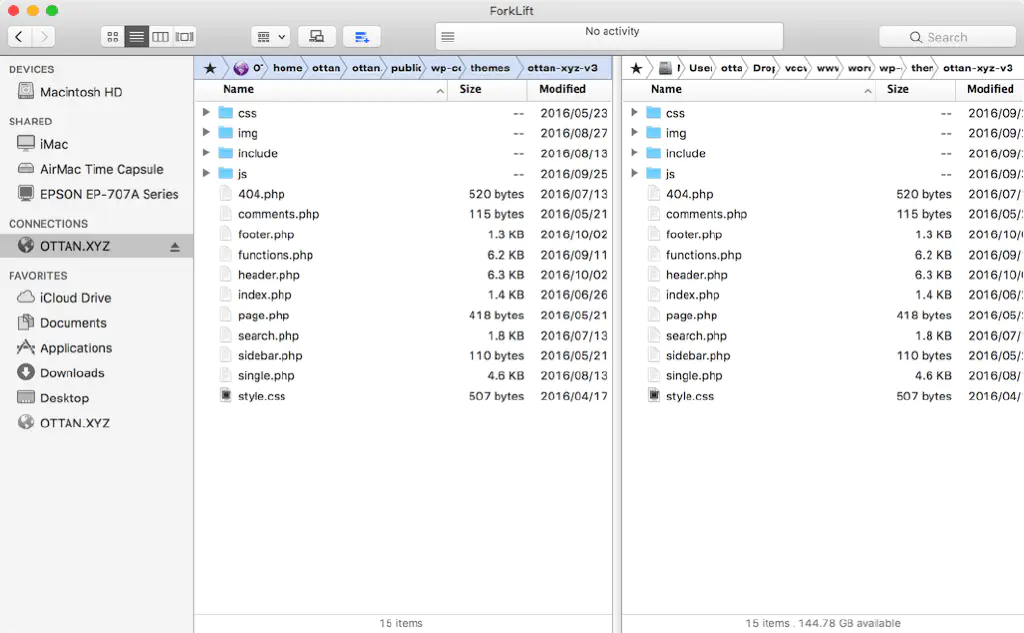 ForkLift
No activity
Search
DEVICES
Macintosh HD
SHARED
iMac
AirMac Time Capsule
EPSON EP-707A Series
CONNECTIONS
OTTAN.XYZ
FAVORITES
iCloud Drive
Documents
Applications
Downloads
Desktop
OTTAN.XYZ
home ottan ottan. public wp-cc themes ottan-xyz-v3
Name Size Modified
css -- 2016/05/23
img -- 2016/08/27
include -- 2016/08/13
js -- 2016/09/25
404.php 520 bytes 2016/07/13
comments.php 115 bytes 2016/05/21
footer.php 1.3 KB 2016/10/02
functions.php 6.2 KB 2016/09/11
header.php 6.3 KB 2016/10/02
index.php 1.4 KB 2016/06/26
page.php 418 bytes 2016/05/21
search.php 1.8 KB 2016/07/13
sidebar.php 110 bytes 2016/05/21
single.php 4.6 KB 2016/08/13
style.css 507 bytes 2016/04/17
15 items
User otta Drop vccv www wor wp- ther ottan-xyz-v3
Name Size Modified
css -- 2016/09/
img -- 2016/09/
include -- 2016/09/
js -- 2016/09/
404.php 520 bytes 2016/07/
comments.php 115 bytes 2016/05/
footer.php 1.3 KB 2016/10/
functions.php 6.2 KB 2016/09/
header.php 6.3 KB 2016/10/
index.php 1.4 KB 2016/06/
page.php 418 bytes 2016/05/
search.php 1.8 KB 2016/07/
sidebar.php 110 bytes 2016/05/
single.php 4.6 KB 2016/08/
style.css 507 bytes 2016/04/
15 items , 144.78 GB available